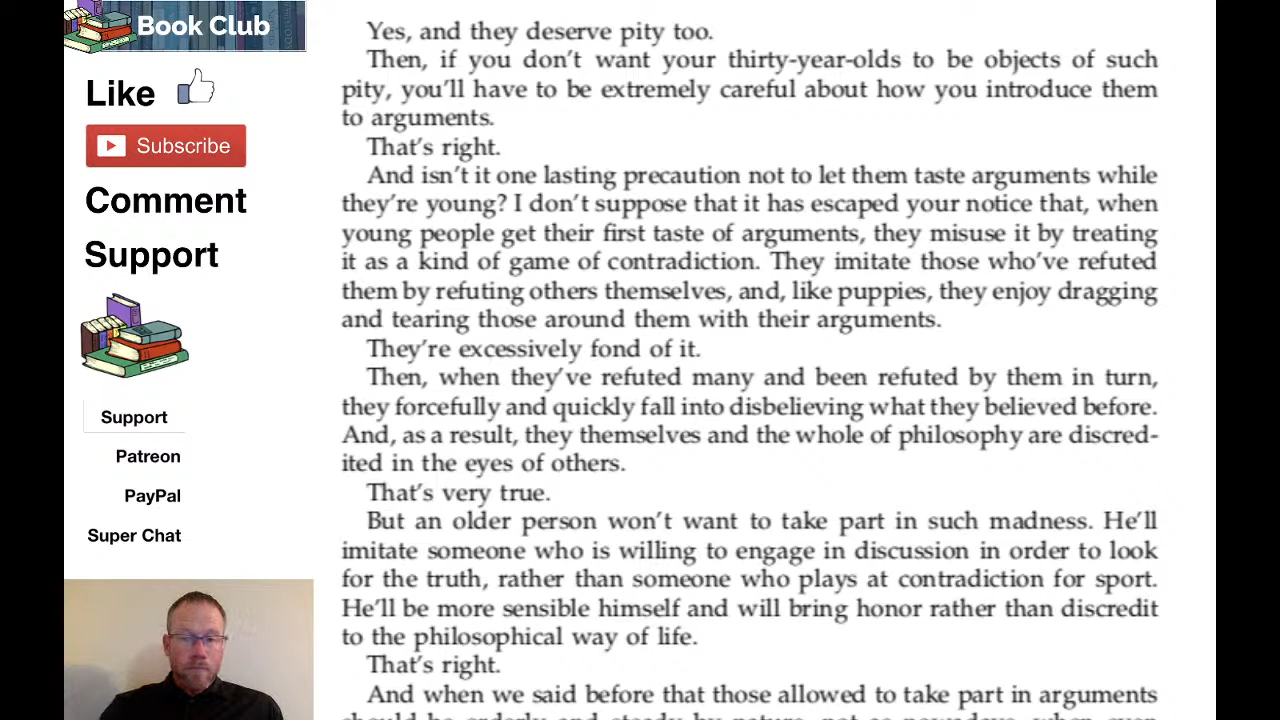 Book Club
Like
Subscribe
Comment
Support
Support
Patreon
PayPal
Super Chat
Yes, and they deserve pity too.
Then, if you don't want your thirty-year-olds to be objects of such
pity, you'll have to be extremely careful about how you introduce them
to arguments.
That's right.
And isn't it one lasting precaution not to let them taste arguments while
they're young? I don't suppose that it has escaped your notice that, when
young people get their first taste of arguments, they misuse it by treating
it as a kind of game of contradiction. They imitate those who've refuted
them by refuting others themselves, and, like puppies, they enjoy dragging
and tearing those around them with their arguments.
They're excessively fond of it.
Then, when they've refuted many and been refuted by them in turn,
they forcefully and quickly fall into disbelieving what they believed before.
And, as a result, they themselves and the whole of philosophy are discred-
ited in the eyes of others.
That's very true.
But an older person won't want to take part in such madness. He'll
imitate someone who is willing to engage in discussion in order to look
for the truth, rather than someone who plays at contradiction for sport.
He'll be more sensible himself and will bring honor rather than discredit
to the philosophical way of life.
That's right.
And when we said before that those allowed to take part in arguments
should be orderly and steady by nature, not as nowadays, when even